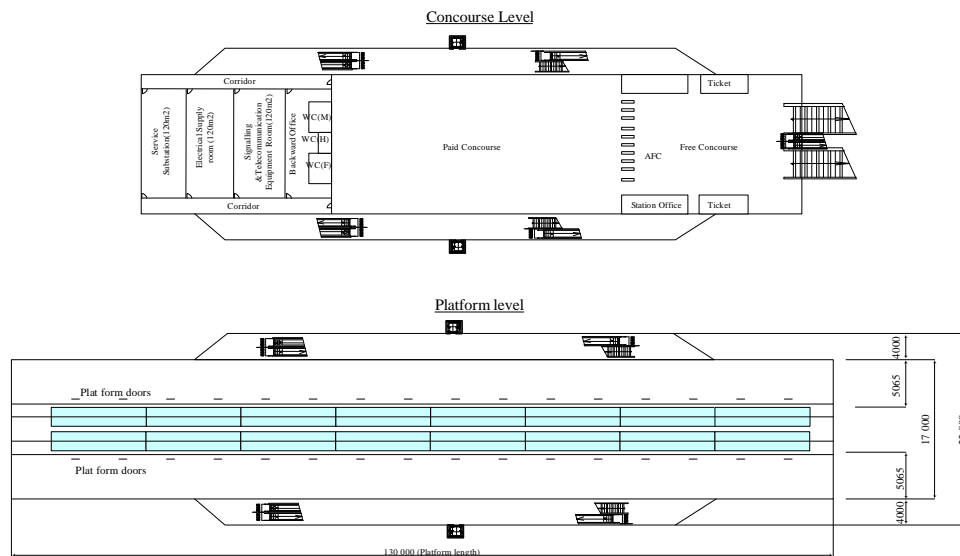 Concourse Level
Corridor
Ticket
Service
Substation(120m2)
Electrical Supply
room (120m2)
Signalling
&Telecommunication
Equipment Room(120m2)
Backward Office
WC(M)
WC(H)
WC(F)
Paid Concourse
AFC
Free Concourse
Corridor
Station Office
Ticket
Platform level
4000
Plat form doors
5065
17 000
Plat form doors
5065
4000
130 000 (Platform length)